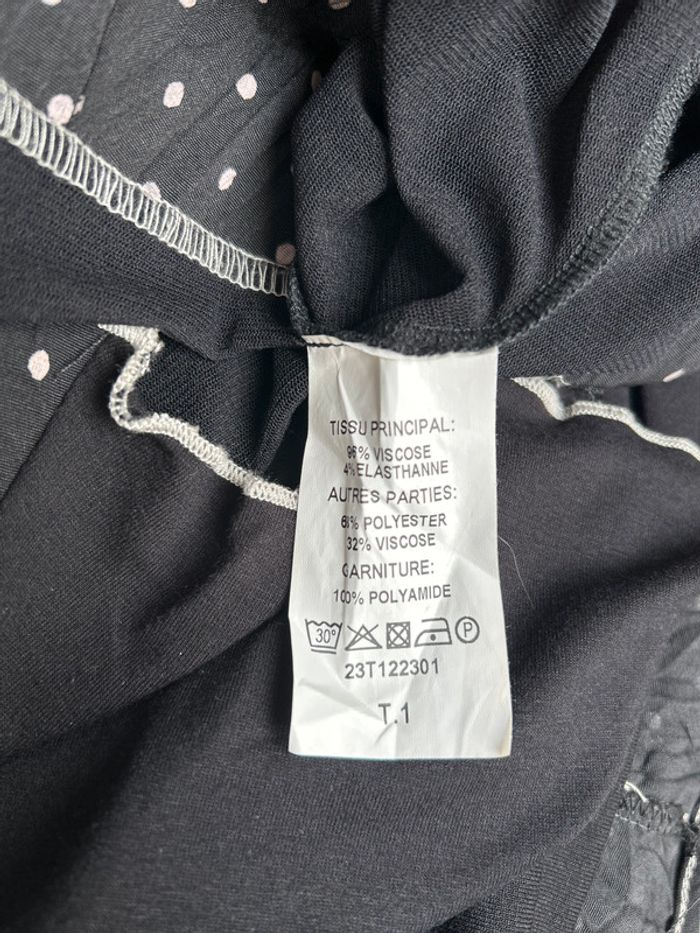 TISSU PRINCIPAL:
96% VISCOSE
4% ELASTHANNE
AUTRES PARTIES:
68% POLYESTER
32% VISCOSE
GARNITURE:
100% POLYAMIDE
30° P
23T122301
T.1